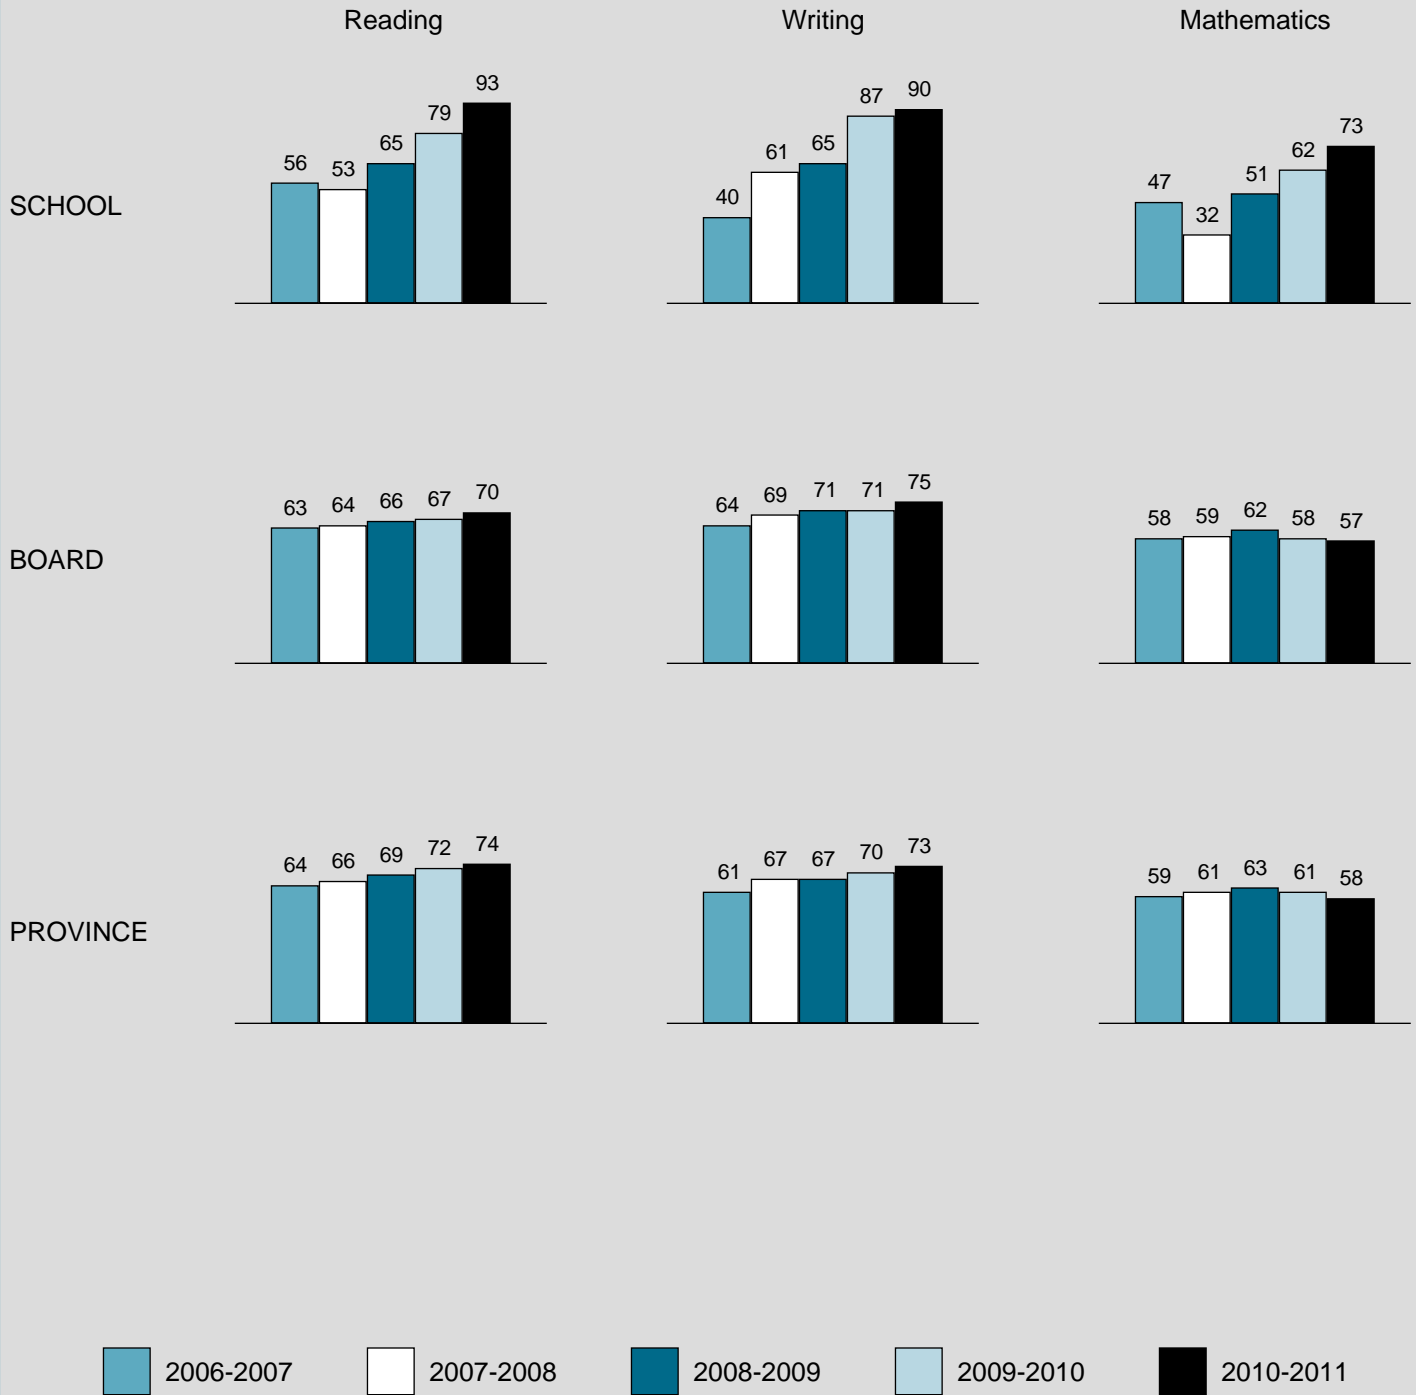 Reading Writing Mathematics
SCHOOL
56 53 65 79 93
40 61 65 87 90
47 32 51 62 73
BOARD
63 64 66 67 70
64 69 71 71 75
58 59 62 58 57
PROVINCE
64 66 69 72 74
61 67 67 70 73
59 61 63 61 58
2006-2007 2007-2008 2008-2009 2009-2010 2010-2011